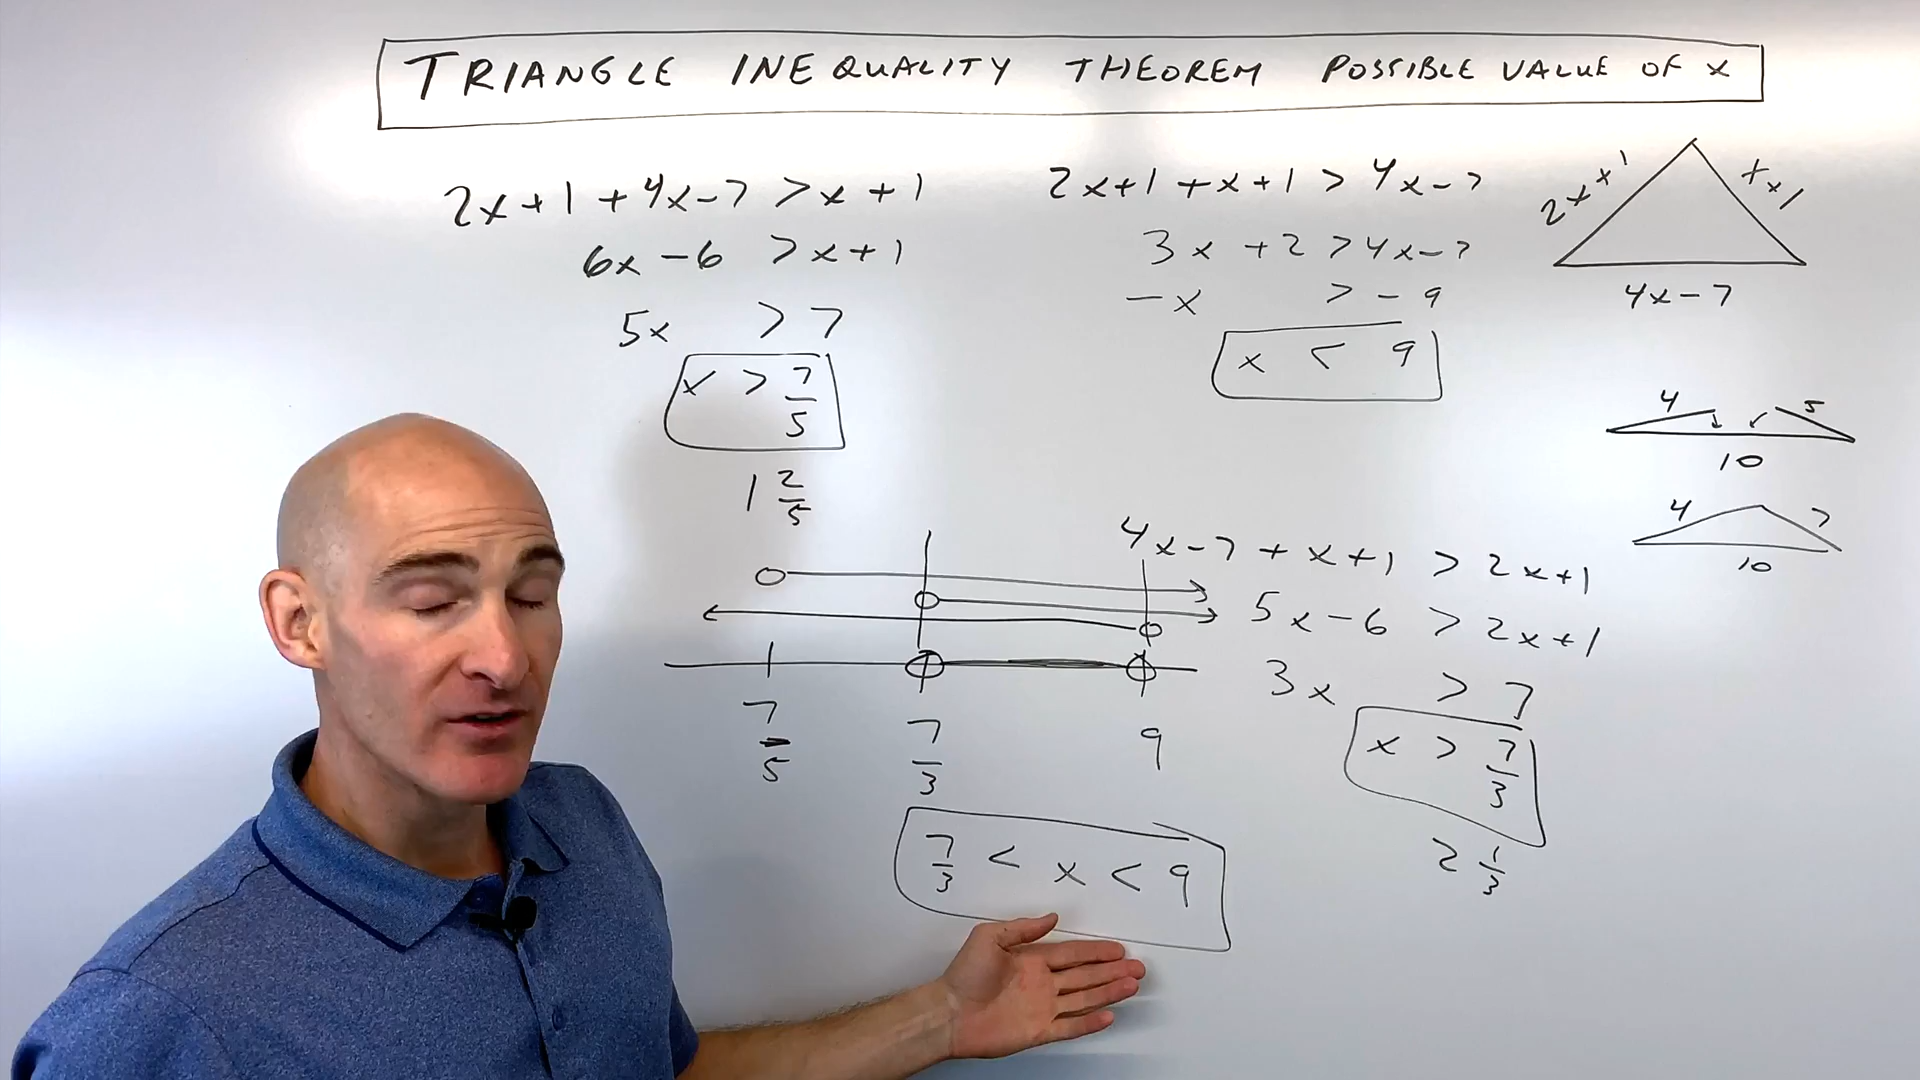 TRIANGLE INEQUALITY THEOREM POSSIBLE VALUE OF x
2x+1 + 4x-7 > x+1
6x-6 > x+1
5x > 7
x > 7/5
1 2/5
2x+1 + x+1 > 4x-7
3x + 2 > 4x-7
-x > -9
x < 9
2x+1
x+1
4x-7
4 5
10
4 7
10
4x-7 + x+1 > 2x+1
5x-6 > 2x+1
3x > 7
x > 7/3
2 1/3
7/5 7/3 9
7/3 < x < 9